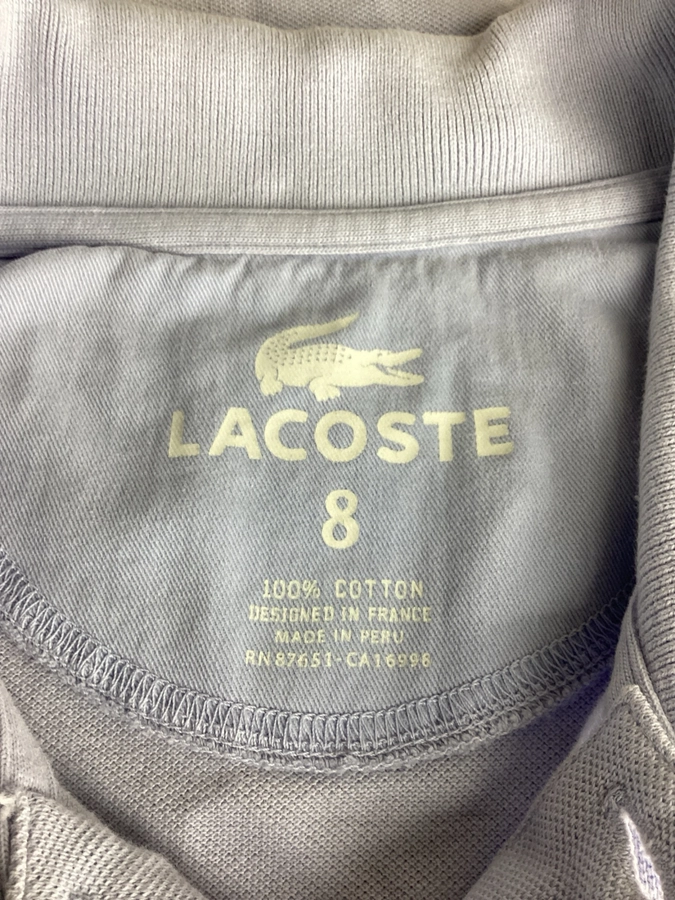 LACOSTE
8
100% COTTON
DESIGNED IN FRANCE
MADE IN PERU
RN 87651-CA16996